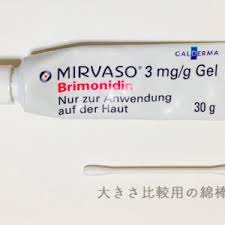 GALDERMA
MIRVASO® 3 mg/g Gel
Brimonidin
Nur zur Anwendung
auf der Haut
30 g
大きさ比較用の綿棒